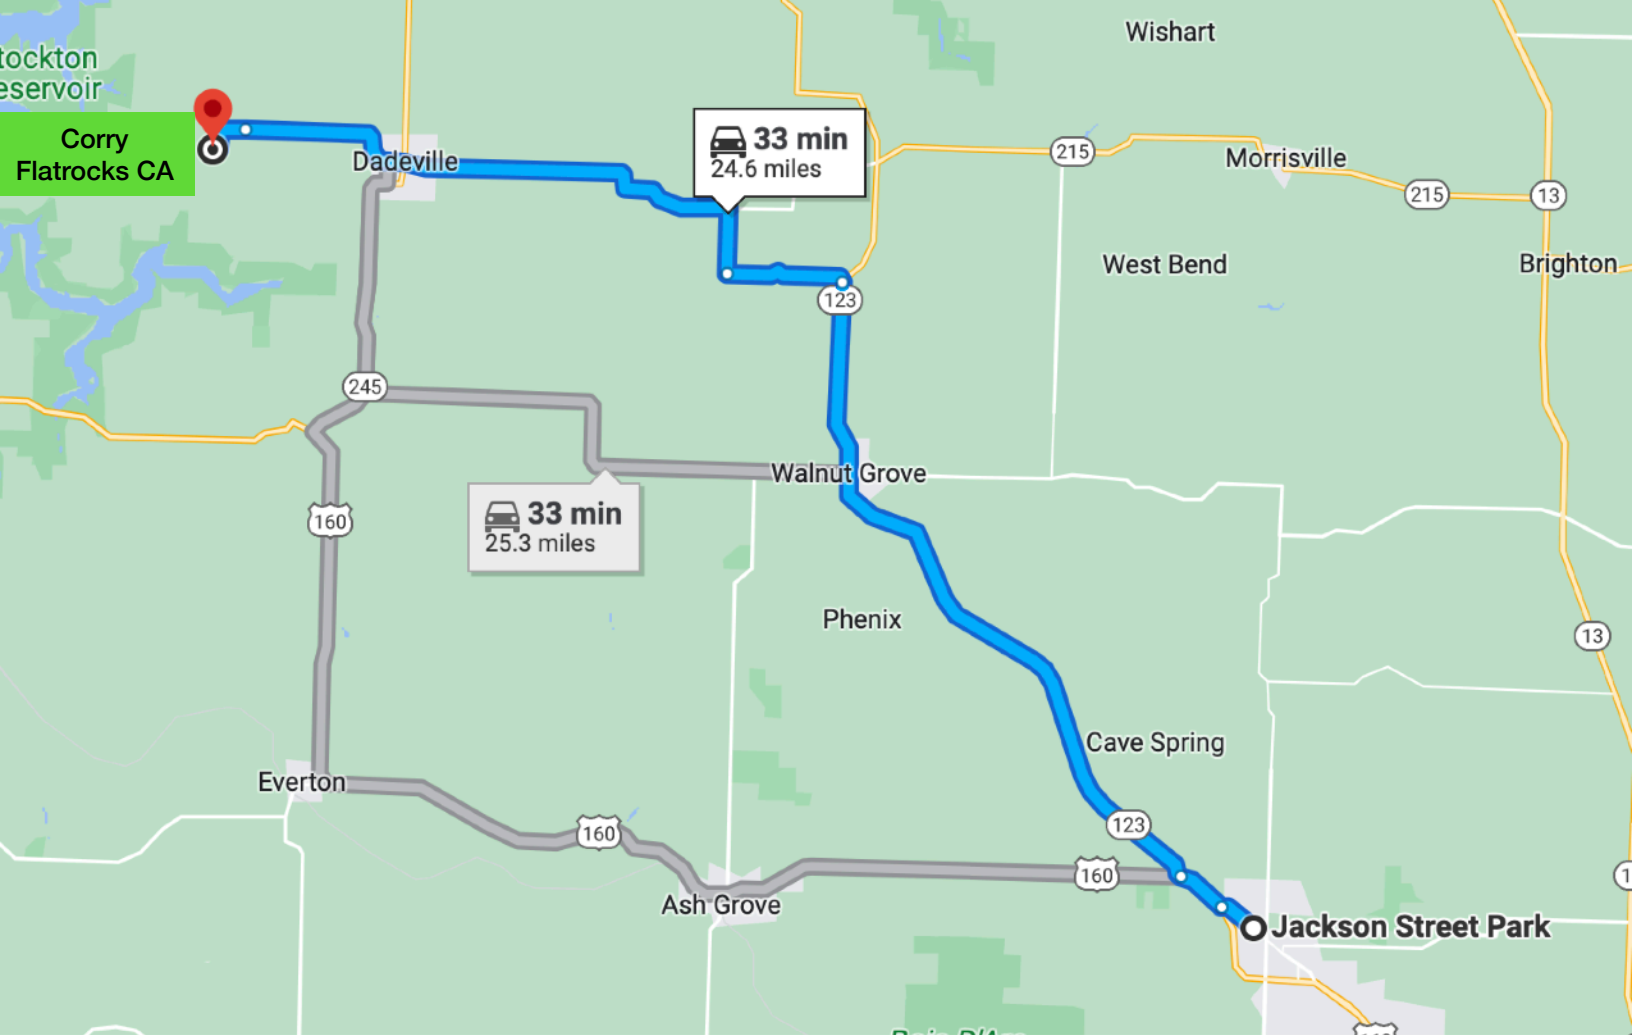 Wishart
tockton
eservoir
Corry
Flatrocks CA
Dadeville
33 min
24.6 miles
215
Morrisville
215
13
West Bend
Brighton
123
245
Walnut Grove
160
33 min
25.3 miles
Phenix
13
Cave Spring
Everton
123
160
160
Ash Grove
Jackson Street Park